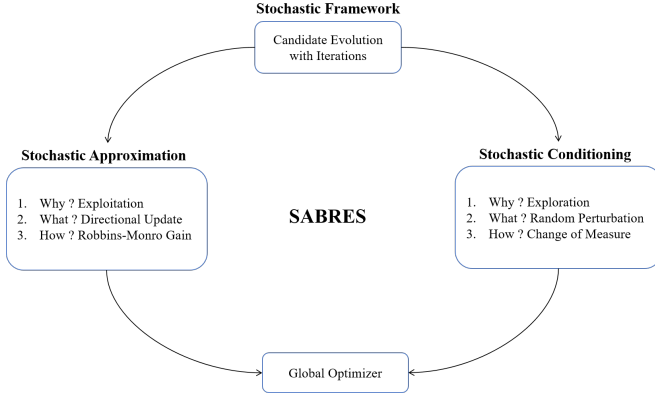 Stochastic Framework
Candidate Evolution
with Iterations
Stochastic Approximation
1. Why ? Exploitation
2. What ? Directional Update
3. How ? Robbins-Monro Gain
SABRES
Stochastic Conditioning
1. Why ? Exploration
2. What ? Random Perturbation
3. How ? Change of Measure
Global Optimizer